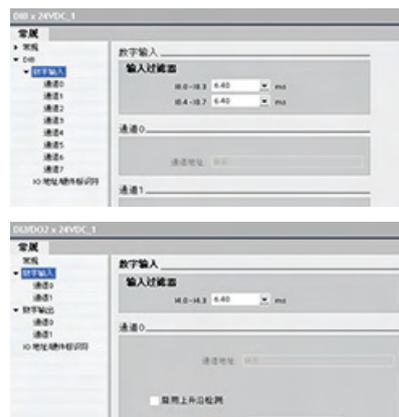 DI8 x 24VDC_1
常规
常规
DI8
数字输入
通道0
通道1
通道2
通道3
通道4
通道5
通道6
通道7
IO 地址/硬件标识符
数字输入
输入过滤器
I8.0-I8.3 6.40 ms
I8.4-I8.7 6.40 ms
通道0
通道地址
通道1
DI2/DO2 x 24VDC_1
常规
常规
数字输入
通道0
通道1
数字输出
通道0
通道1
IO 地址/硬件标识符
数字输入
输入过滤器
I4.0-I4.3 6.40 ms
通道0
通道地址
启用上升沿检测